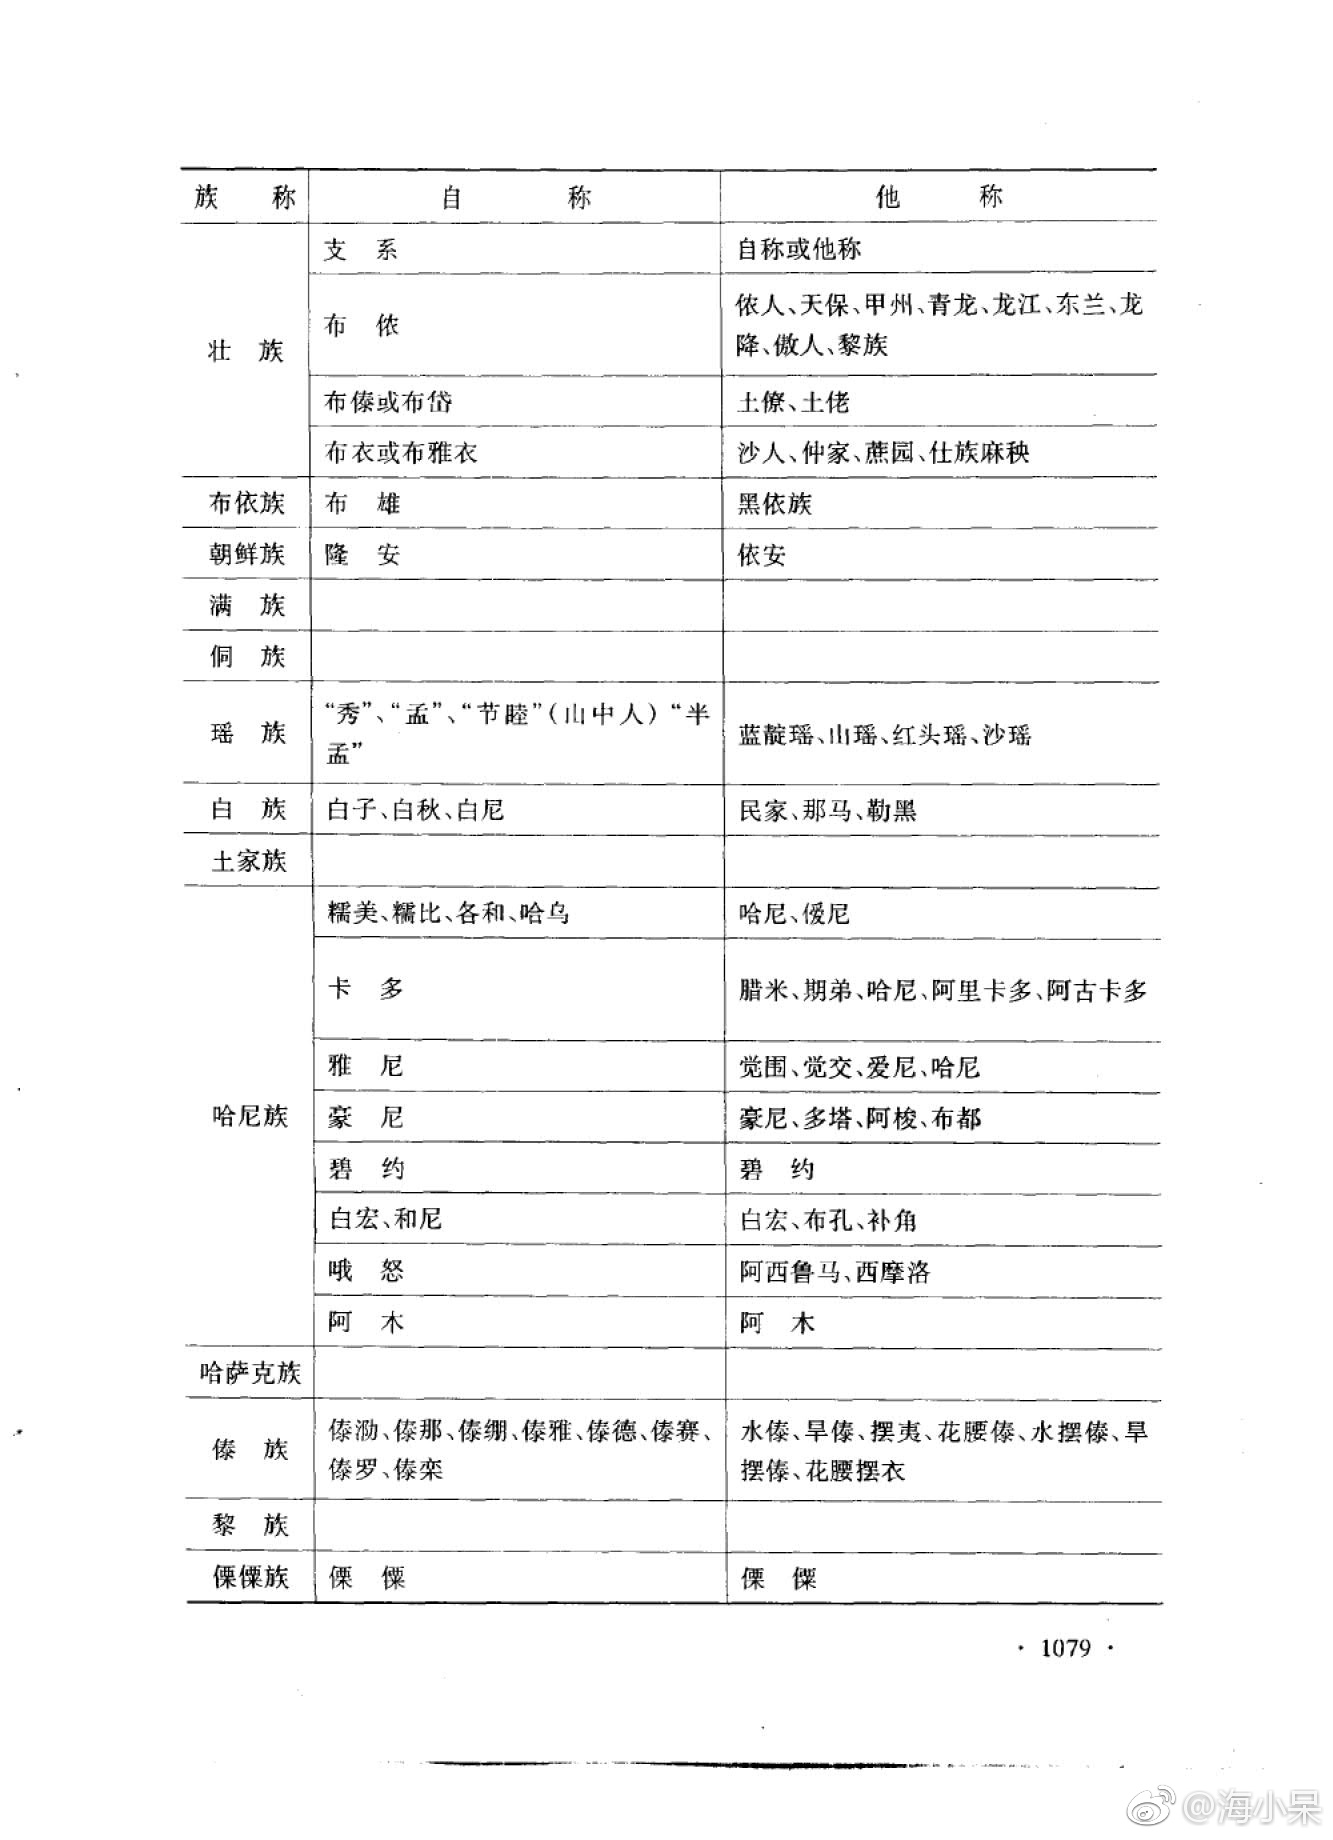 族 称 自 称 他 称
支 系 自称或他称
布 侬 侬人、天保、甲州、青龙、龙江、东兰、龙
降、傲人、黎族
壮 族
布傣或布岱 土僚、土佬
布衣或布雅衣 沙人、仲家、蔗园、仕族麻秧
布依族 布 雄 黑依族
朝鲜族 隆 安 依安
满 族
侗 族
瑶 族 “秀”、“孟”、“节睦”(山中人)“半
孟” 蓝靛瑶、山瑶、红头瑶、沙瑶
白 族 白子、白秋、白尼 民家、那马、勒黑
土家族
糯美、糯比、各和、哈乌 哈尼、僾尼
卡 多 腊米、期弟、哈尼、阿里卡多、阿古卡多
雅 尼 觉围、觉交、爱尼、哈尼
哈尼族 豪 尼 豪尼、多塔、阿梭、布都
碧 约 碧 约
白宏、和尼 白宏、布孔、补角
哦 怒 阿西鲁马、西摩洛
阿 木 阿 木
哈萨克族
傣 族 傣泐、傣那、傣绷、傣雅、傣德、傣赛、
傣罗、傣栾 水傣、旱傣、摆夷、花腰傣、水摆傣、旱
摆傣、花腰摆衣
黎 族
傈僳族 傈 僳 傈 僳
· 1079 ·
@海小呆